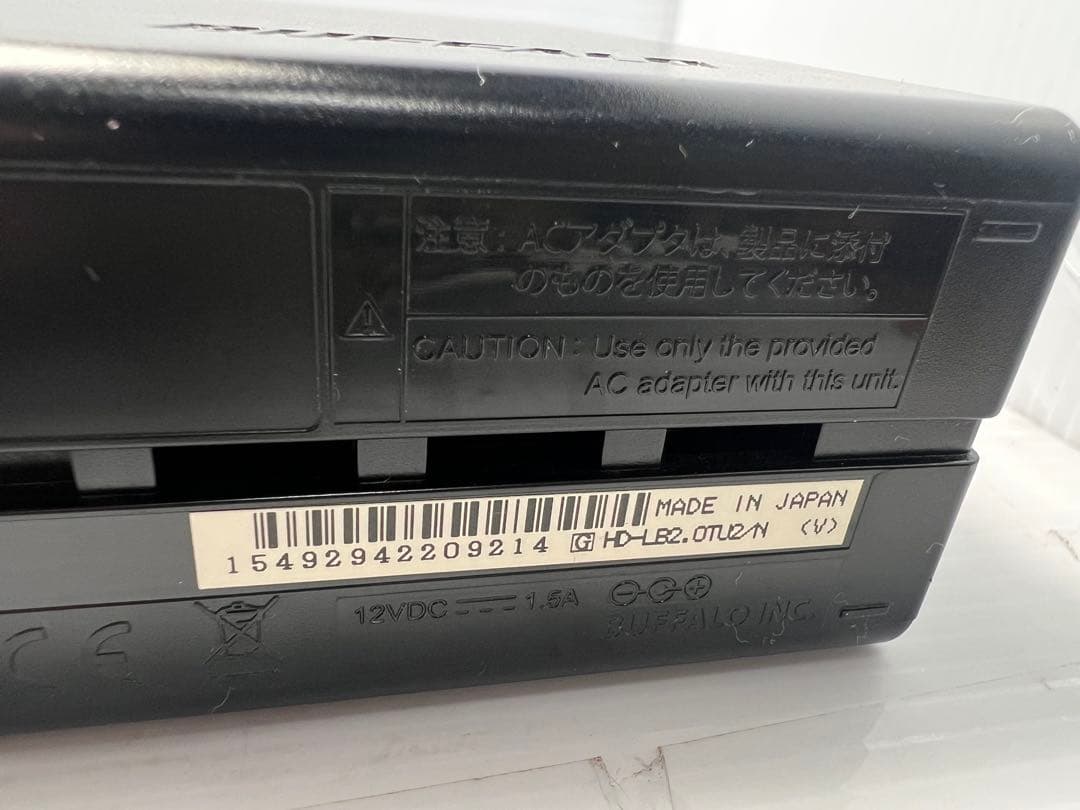 BUFFALO
注意：ACアダプタは、製品に添付
のものを使用してください。
CAUTION : Use only the provided
AC adapter with this unit.
MADE IN JAPAN
15492942209214 G HD-LB2.0TU2/N (V)
CE
12VDC 1.5A
BUFFALO INC.